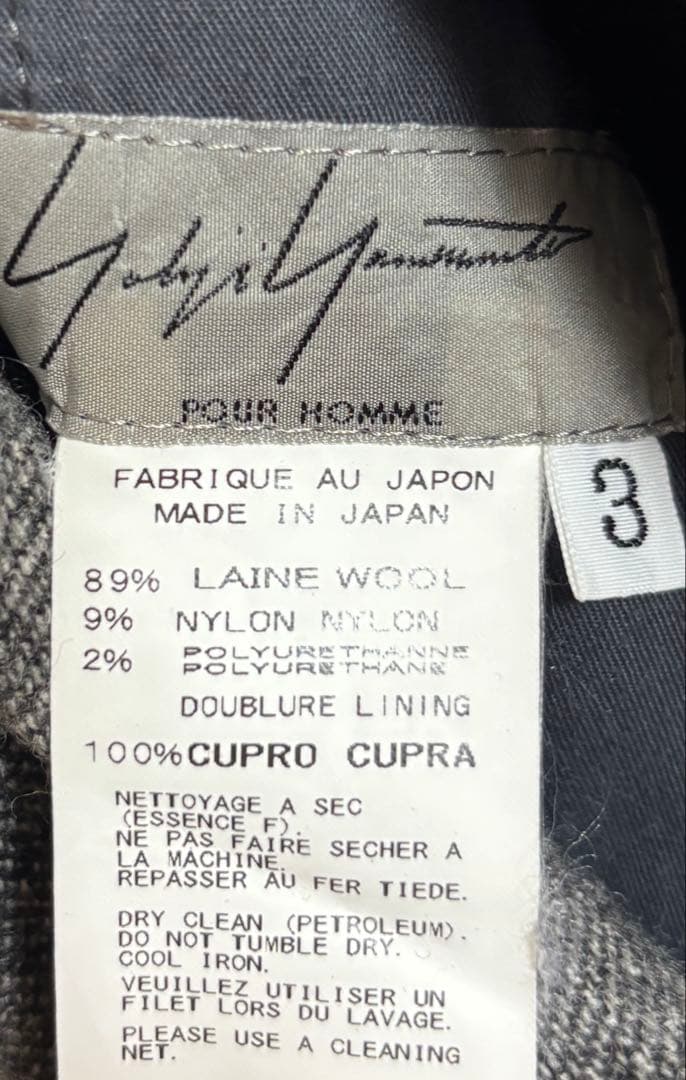 Yohji Yamamoto
POUR HOMME
3
FABRIQUE AU JAPON
MADE IN JAPAN
89% LAINE WOOL
9% NYLON NYLON
2% POLYURETHANNE
POLYURETHANE
DOUBLURE LINING
100% CUPRO CUPRA
NETTOYAGE A SEC
(ESSENCE F).
NE PAS FAIRE SECHER A
LA MACHINE.
REPASSER AU FER TIEDE.
DRY CLEAN (PETROLEUM).
DO NOT TUMBLE DRY.
COOL IRON.
VEUILLEZ UTILISER UN
FILET LORS DU LAVAGE.
PLEASE USE A CLEANING
NET.